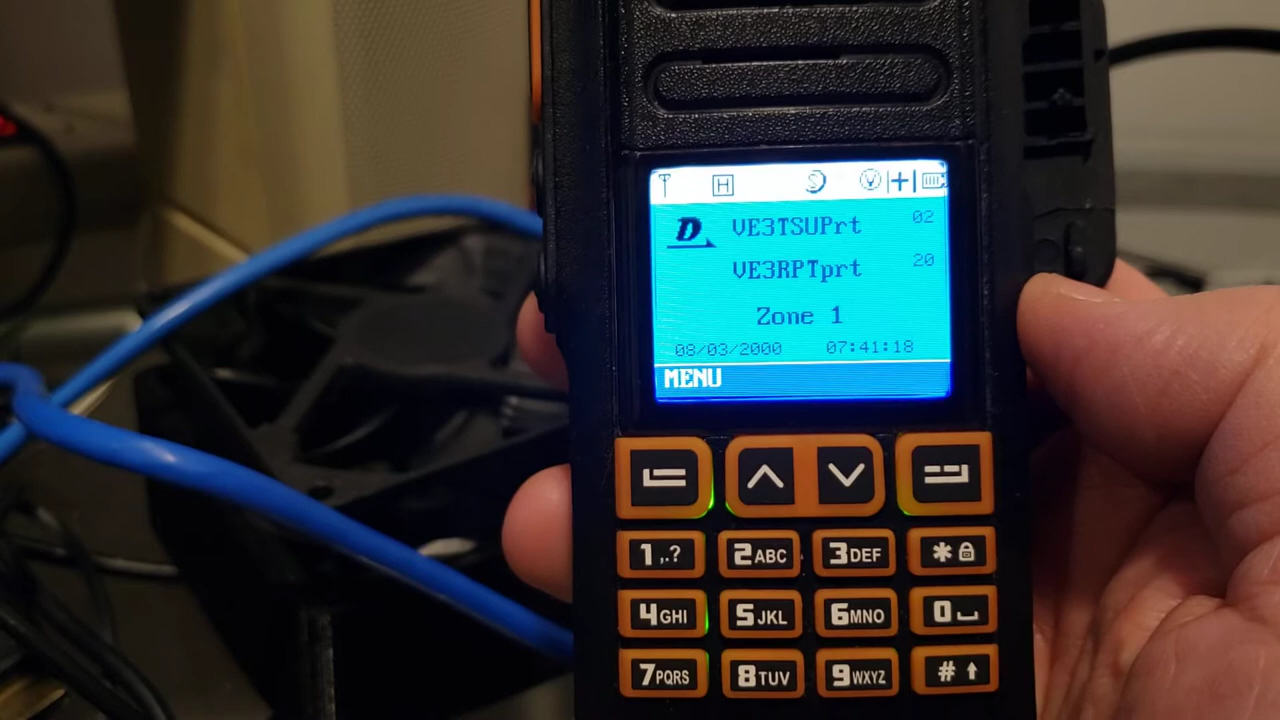 H
D VE3TSUPrt 02
VE3RPTprt 20
Zone 1
08/03/2000 07:41:18
MENU
1,.? 2ABC 3DEF *
4GHI 5JKL 6MNO 0
7PQRS 8TUV 9WXYZ #